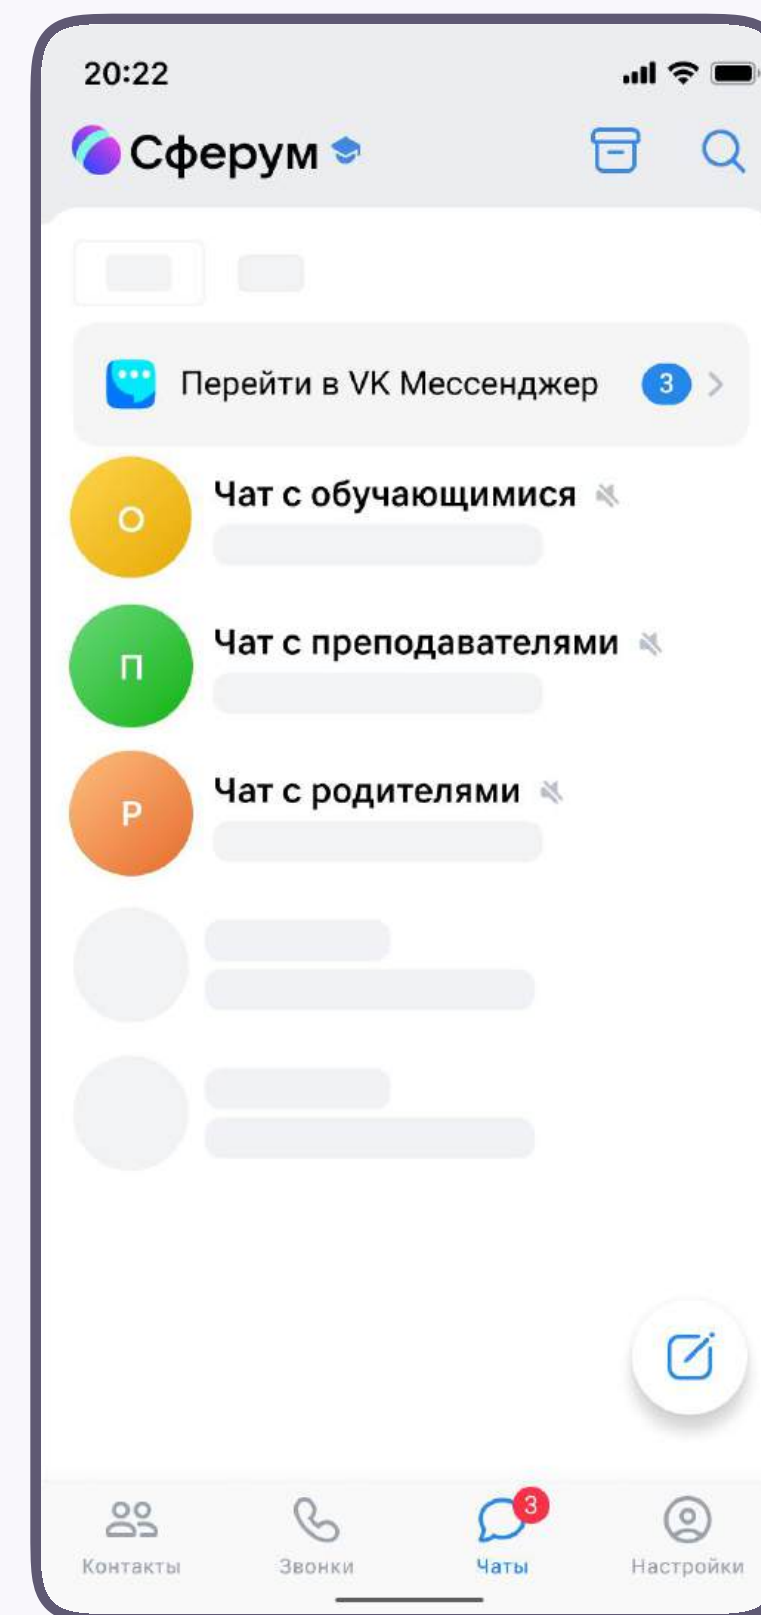 20:22
Сферум
Перейти в VK Мессенджер 3
О
Чат с обучающимися
П
Чат с преподавателями
Р
Чат с родителями
3
Контакты Звонки Чаты Настройки